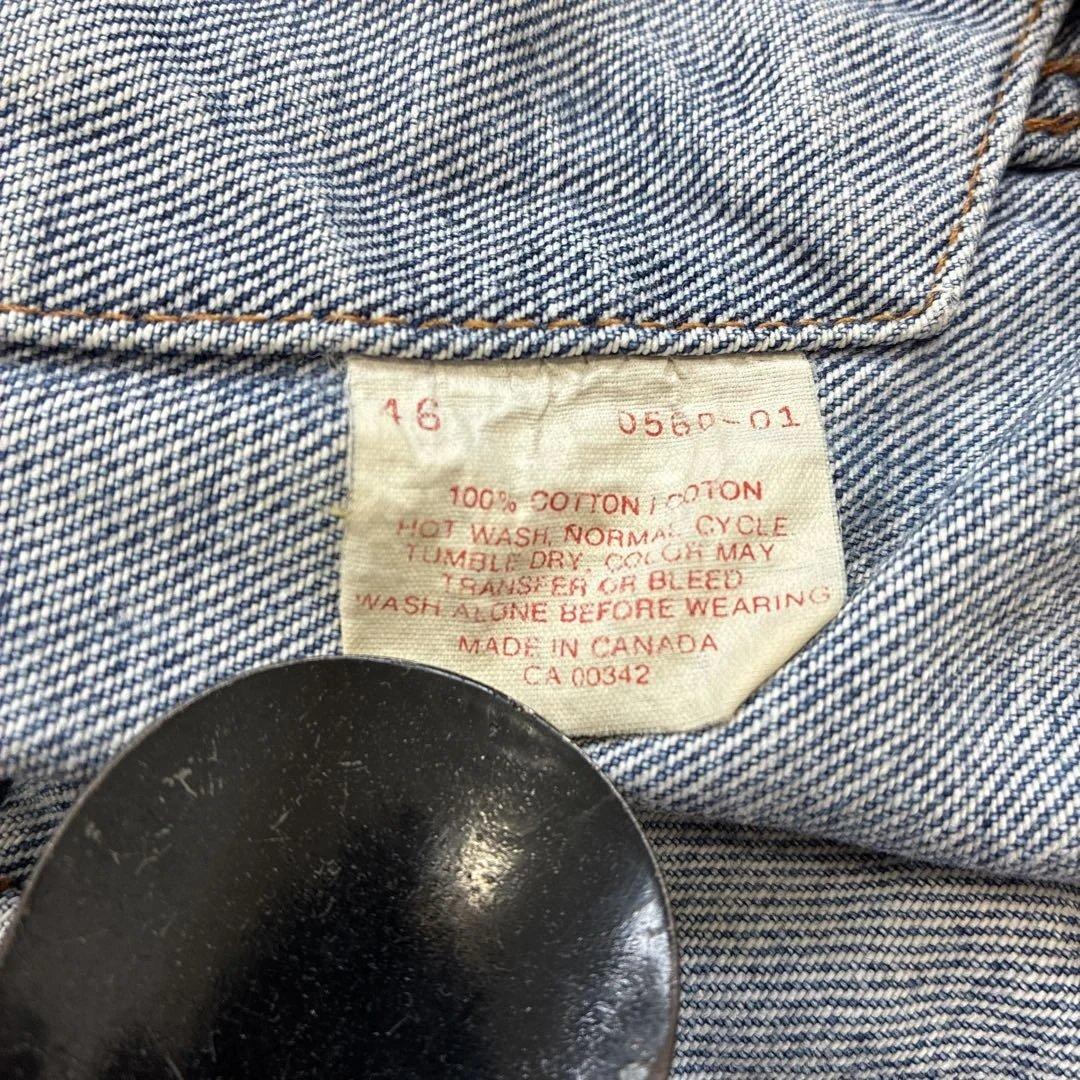 46 0560-01
100% COTTON / COTON
HOT WASH, NORMAL CYCLE
TUMBLE DRY, COLOR MAY
TRANSFER OR BLEED
WASH ALONE BEFORE WEARING
MADE IN CANADA
CA 00342